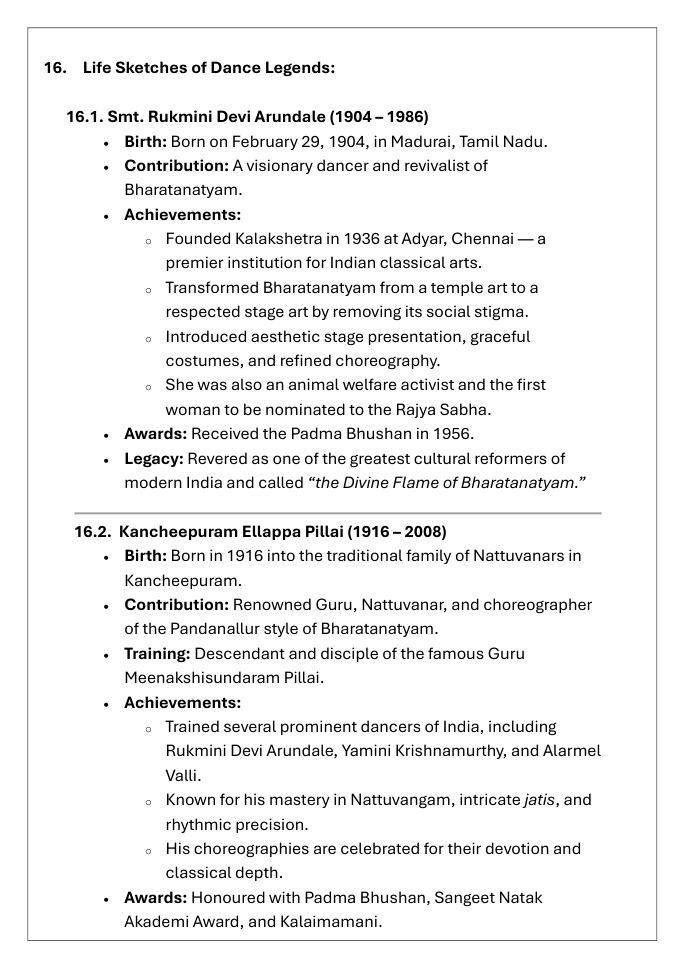 16. Life Sketches of Dance Legends:
16.1. Smt. Rukmini Devi Arundale (1904 – 1986)
• Birth: Born on February 29, 1904, in Madurai, Tamil Nadu.
• Contribution: A visionary dancer and revivalist of
Bharatanatyam.
• Achievements:
○ Founded Kalakshetra in 1936 at Adyar, Chennai — a
premier institution for Indian classical arts.
○ Transformed Bharatanatyam from a temple art to a
respected stage art by removing its social stigma.
○ Introduced aesthetic stage presentation, graceful
costumes, and refined choreography.
○ She was also an animal welfare activist and the first
woman to be nominated to the Rajya Sabha.
• Awards: Received the Padma Bhushan in 1956.
• Legacy: Revered as one of the greatest cultural reformers of
modern India and called “the Divine Flame of Bharatanatyam.”
16.2. Kancheepuram Ellappa Pillai (1916 – 2008)
• Birth: Born in 1916 into the traditional family of Nattuvanars in
Kancheepuram.
• Contribution: Renowned Guru, Nattuvanar, and choreographer
of the Pandanallur style of Bharatanatyam.
• Training: Descendant and disciple of the famous Guru
Meenakshisundaram Pillai.
• Achievements:
○ Trained several prominent dancers of India, including
Rukmini Devi Arundale, Yamini Krishnamurthy, and Alarmel
Valli.
○ Known for his mastery in Nattuvangam, intricate jatis, and
rhythmic precision.
○ His choreographies are celebrated for their devotion and
classical depth.
• Awards: Honoured with Padma Bhushan, Sangeet Natak
Akademi Award, and Kalaimamani.